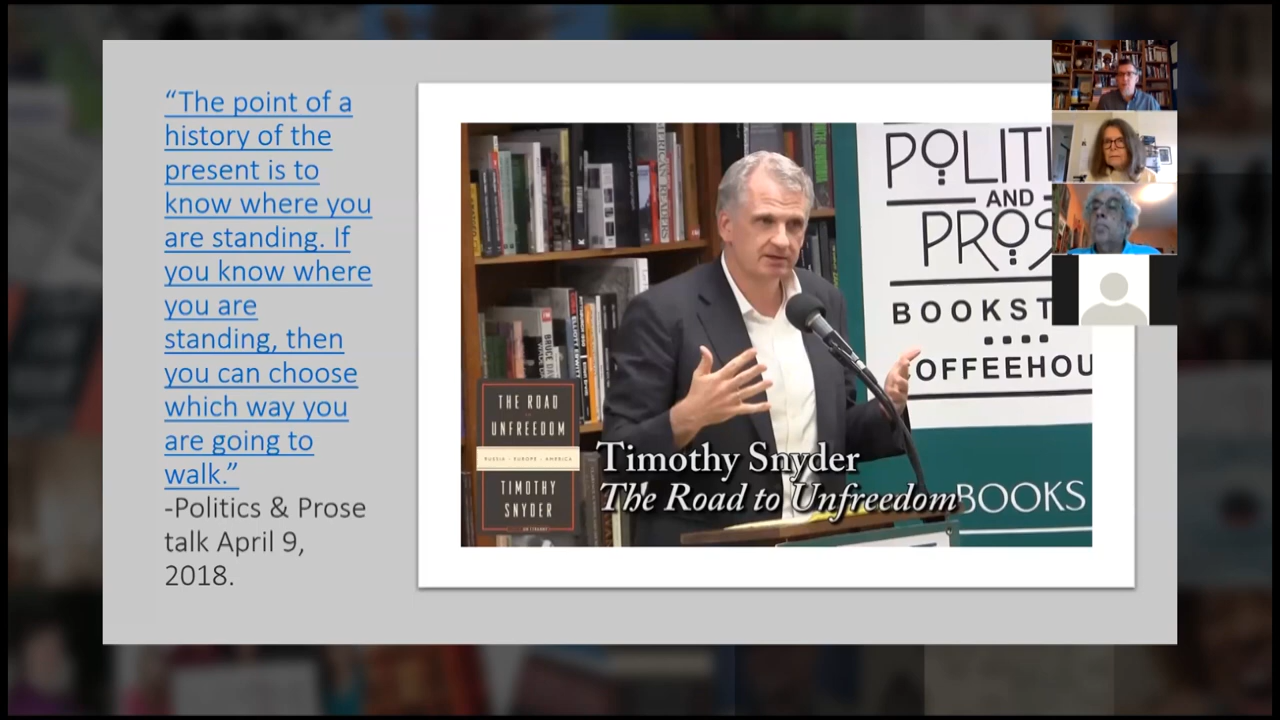 “The point of a
history of the
present is to
know where you
are standing. If
you know where
you are
standing, then
you can choose
which way you
are going to
walk.”
-Politics & Prose
talk April 9,
2018.
POLITI
AND
PROS
BOOKST
COFFEEHOU
BOOKS
THE ROAD
UNFREEDOM
RUSSIA · EUROPE · AMERICA
TIMOTHY
SNYDER
Timothy Snyder
The Road to Unfreedom